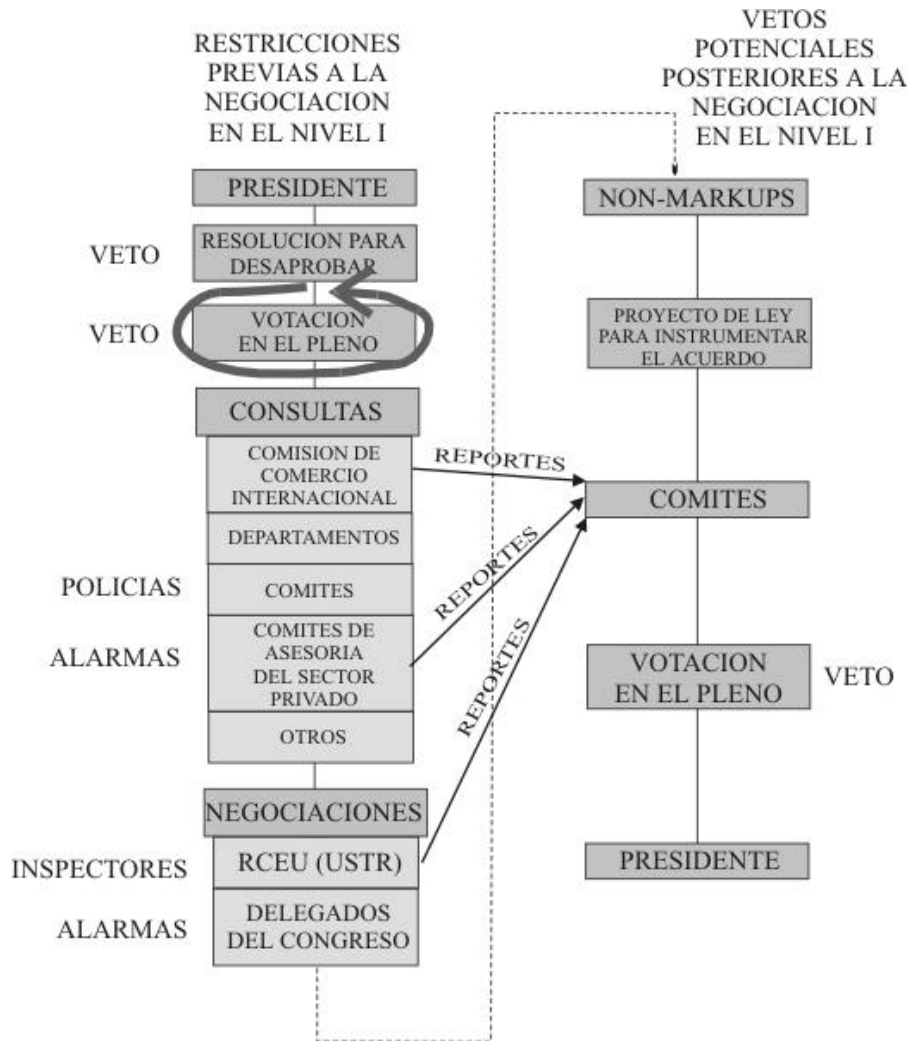 RESTRICCIONES
PREVIAS A LA
NEGOCIACION
EN EL NIVEL I
PRESIDENTE
VETO
RESOLUCION PARA
DESAPROBAR
VETO
VOTACION
EN EL PLENO
CONSULTAS
COMISION DE
COMERCIO
INTERNACIONAL
DEPARTAMENTOS
POLICIAS
COMITES
ALARMAS
COMITES DE
ASESORIA
DEL SECTOR
PRIVADO
OTROS
NEGOCIACIONES
INSPECTORES
RCEU (USTR)
ALARMAS
DELEGADOS
DEL CONGRESO
REPORTES
REPORTES
REPORTES
VETOS
POTENCIALES
POSTERIORES A LA
NEGOCIACION
EN EL NIVEL I
NON-MARKUPS
PROYECTO DE LEY
PARA INSTRUMENTAR
EL ACUERDO
COMITES
VOTACION
EN EL PLENO
VETO
PRESIDENTE